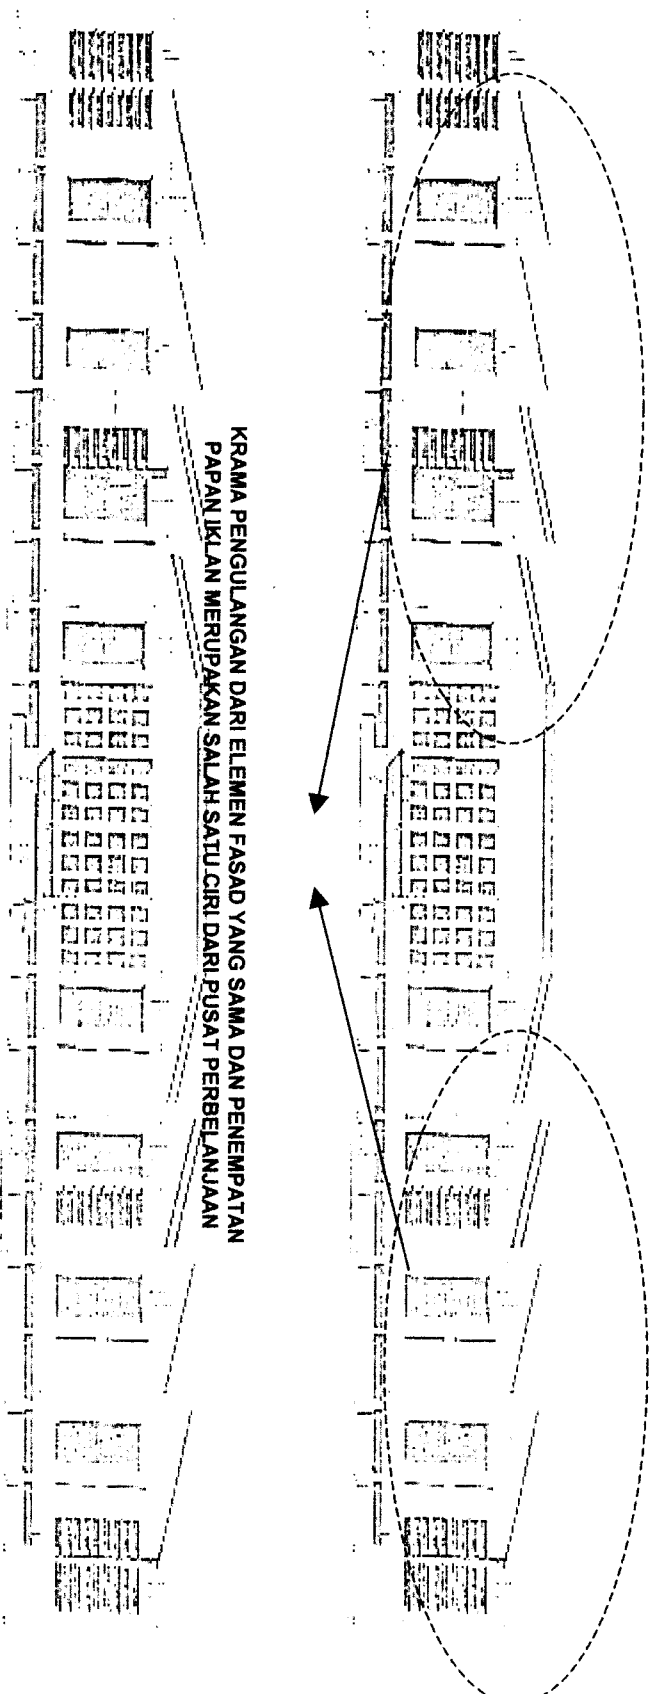 KRAMA PENGULANGAN DARI ELEMEN FASAD YANG SAMA DAN PENEMPATAN
PAPAN IKLAN MERUPAKAN SALAH SATU CIRI DARI PUSAT PERBELANJAAN